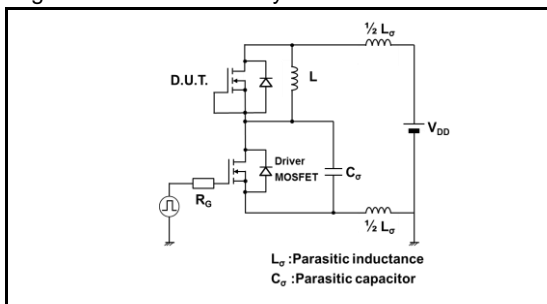 ½ Lσ
D.U.T.
L
VDD
Driver
MOSFET
Cσ
RG
½ Lσ
Lσ :Parasitic inductance
Cσ :Parasitic capacitor